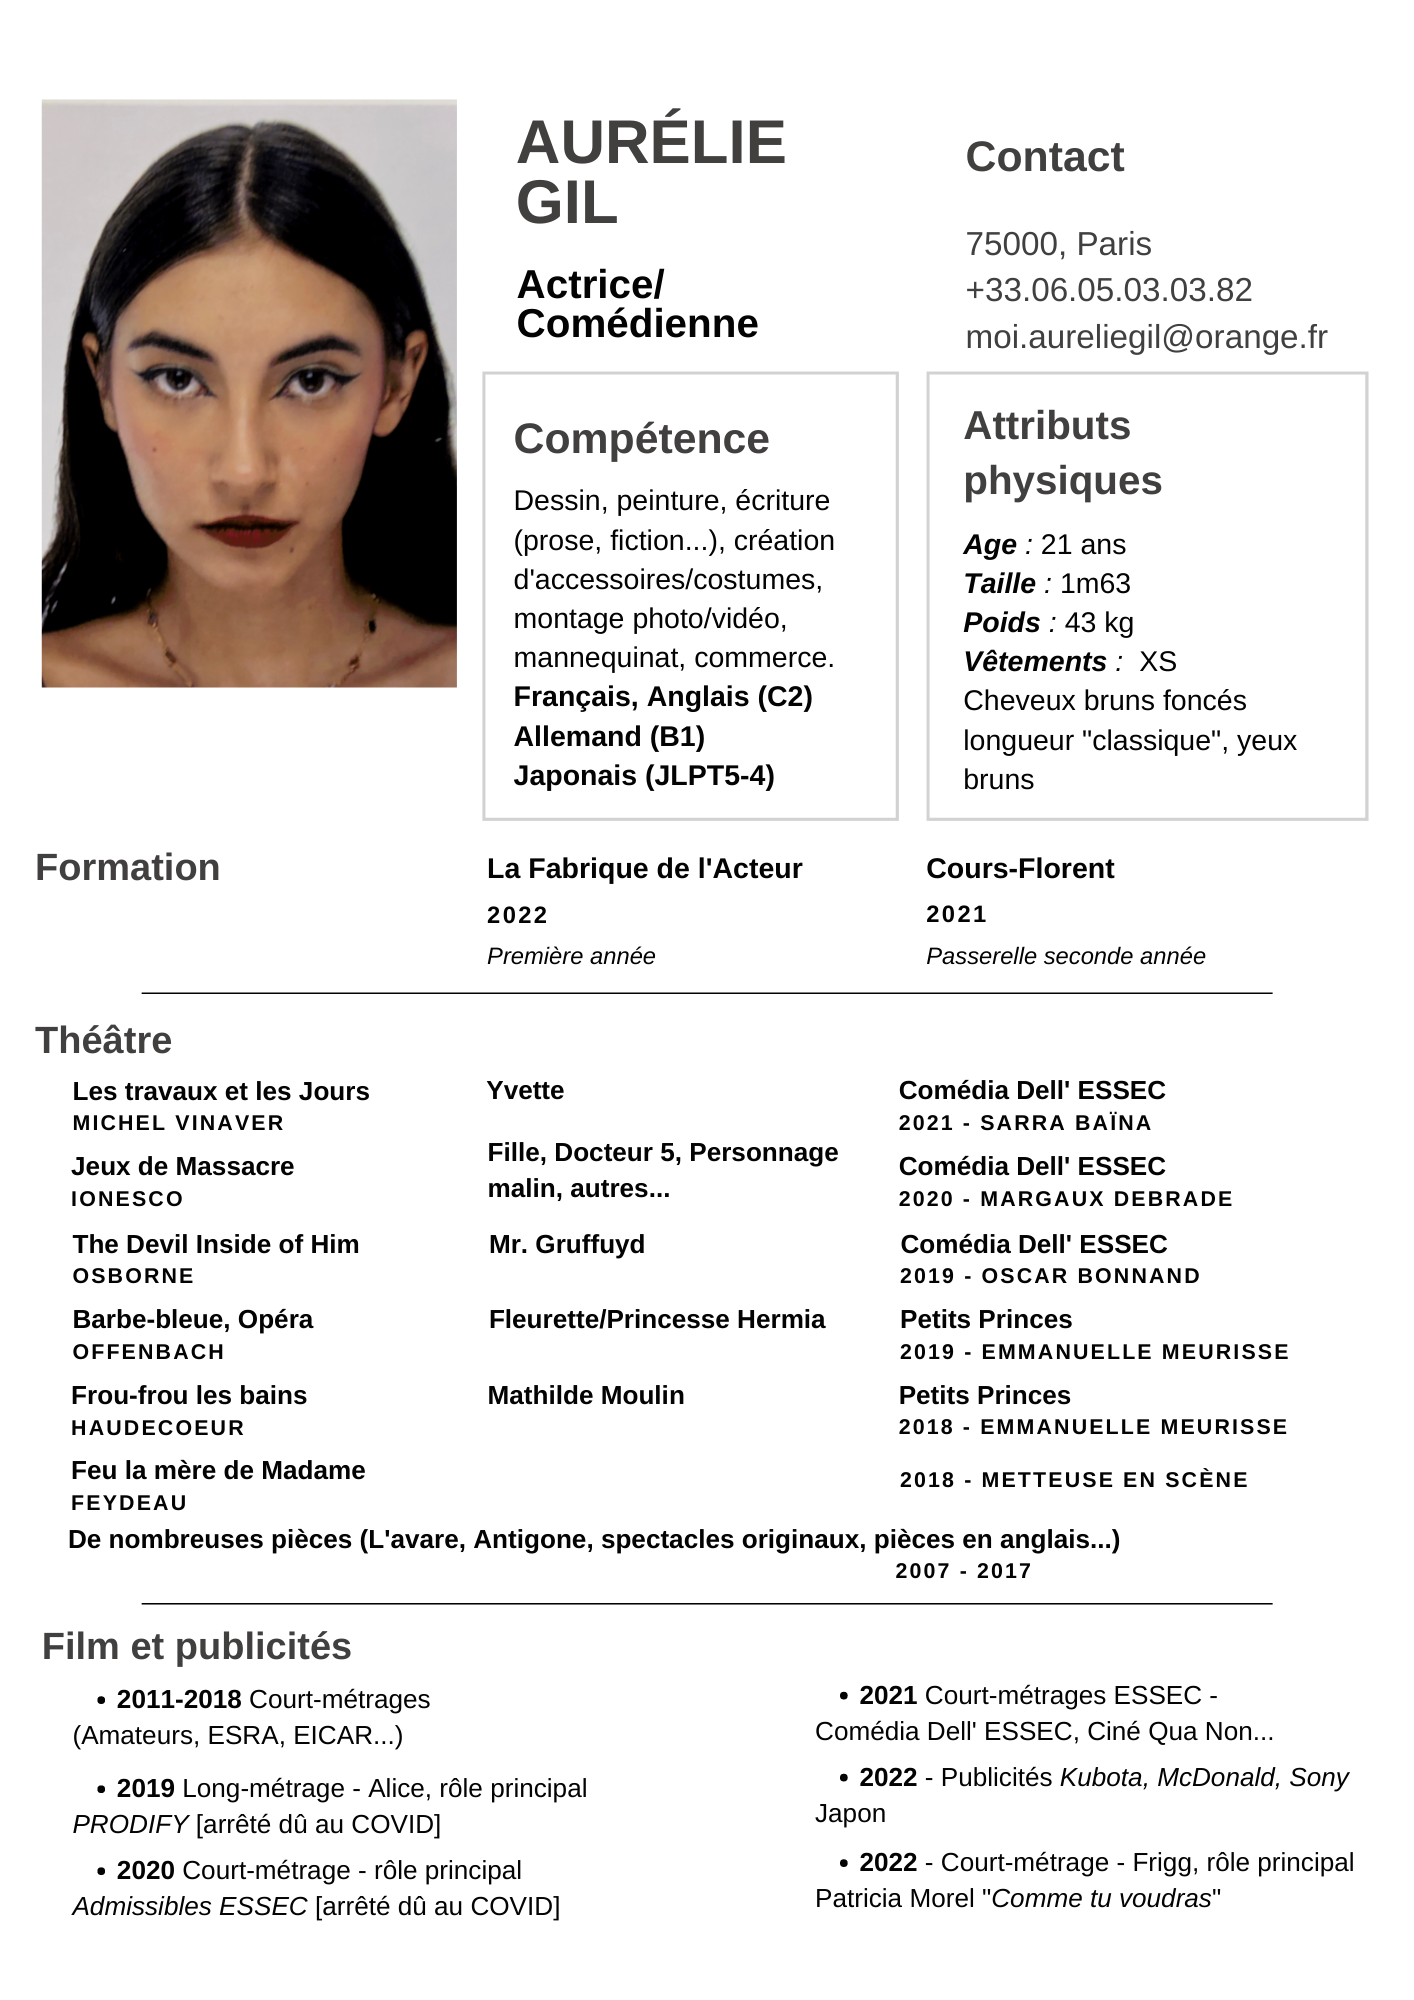 AURÉLIE
GIL
Actrice/
Comédienne
Contact
75000, Paris
+33.06.05.03.03.82
moi.aureliegil@orange.fr
Compétence
Dessin, peinture, écriture
(prose, fiction...), création
d'accessoires/costumes,
montage photo/vidéo,
mannequinat, commerce.
Français, Anglais (C2)
Allemand (B1)
Japonais (JLPT5-4)
Attributs
physiques
Age : 21 ans
Taille : 1m63
Poids : 43 kg
Vêtements :  XS
Cheveux bruns foncés
longueur "classique", yeux
bruns
Formation
La Fabrique de l'Acteur
2022
Première année
Cours-Florent
2021
Passerelle seconde année
Théâtre
Les travaux et les Jours
MICHEL VINAVER
Yvette
Comédia Dell' ESSEC
2021 - SARRA BAÏNA
Jeux de Massacre
IONESCO
Fille, Docteur 5, Personnage
malin, autres...
Comédia Dell' ESSEC
2020 - MARGAUX DEBRADE
The Devil Inside of Him
OSBORNE
Mr. Gruffuyd
Comédia Dell' ESSEC
2019 - OSCAR BONNAND
Barbe-bleue, Opéra
OFFENBACH
Fleurette/Princesse Hermia
Petits Princes
2019 - EMMANUELLE MEURISSE
Frou-frou les bains
HAUDECOEUR
Mathilde Moulin
Petits Princes
2018 - EMMANUELLE MEURISSE
Feu la mère de Madame
FEYDEAU
2018 - METTEUSE EN SCÈNE
De nombreuses pièces (L'avare, Antigone, spectacles originaux, pièces en anglais...)
2007 - 2017
Film et publicités
• 2011-2018 Court-métrages
(Amateurs, ESRA, EICAR...)
• 2019 Long-métrage - Alice, rôle principal
PRODIFY [arrêté dû au COVID]
• 2020 Court-métrage - rôle principal
Admissibles ESSEC [arrêté dû au COVID]
• 2021 Court-métrages ESSEC -
Comédia Dell' ESSEC, Ciné Qua Non...
• 2022 - Publicités Kubota, McDonald, Sony
Japon
• 2022 - Court-métrage - Frigg, rôle principal
Patricia Morel "Comme tu voudras"